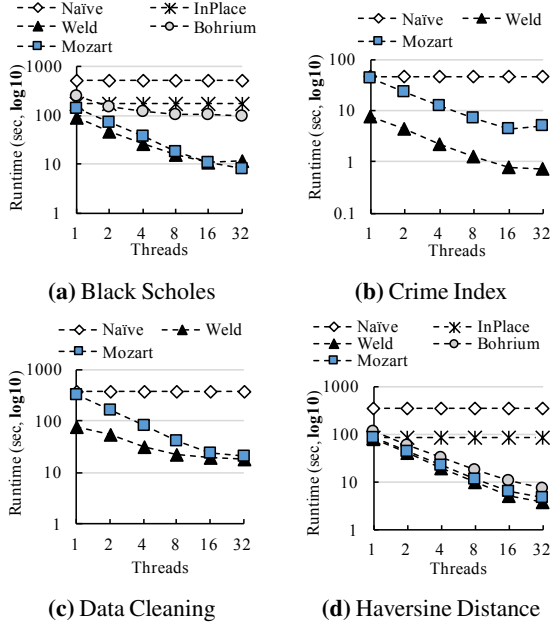 Naïve InPlace
Weld Bohrium
Mozart
Runtime (sec, log10)
1000
100
10
1
1 2 4 8 16 32
Threads
(a) Black Scholes
Naïve Weld
Mozart
Runtime (sec, log10)
100
10
1
0.1
1 2 4 8 16 32
Threads
(b) Crime Index
Naïve Weld
Mozart
Runtime (sec, log10)
1000
100
10
1
1 2 4 8 16 32
Threads
(c) Data Cleaning
Naïve InPlace
Weld Bohrium
Mozart
Runtime (sec, log10)
1000
100
10
1
1 2 4 8 16 32
Threads
(d) Haversine Distance